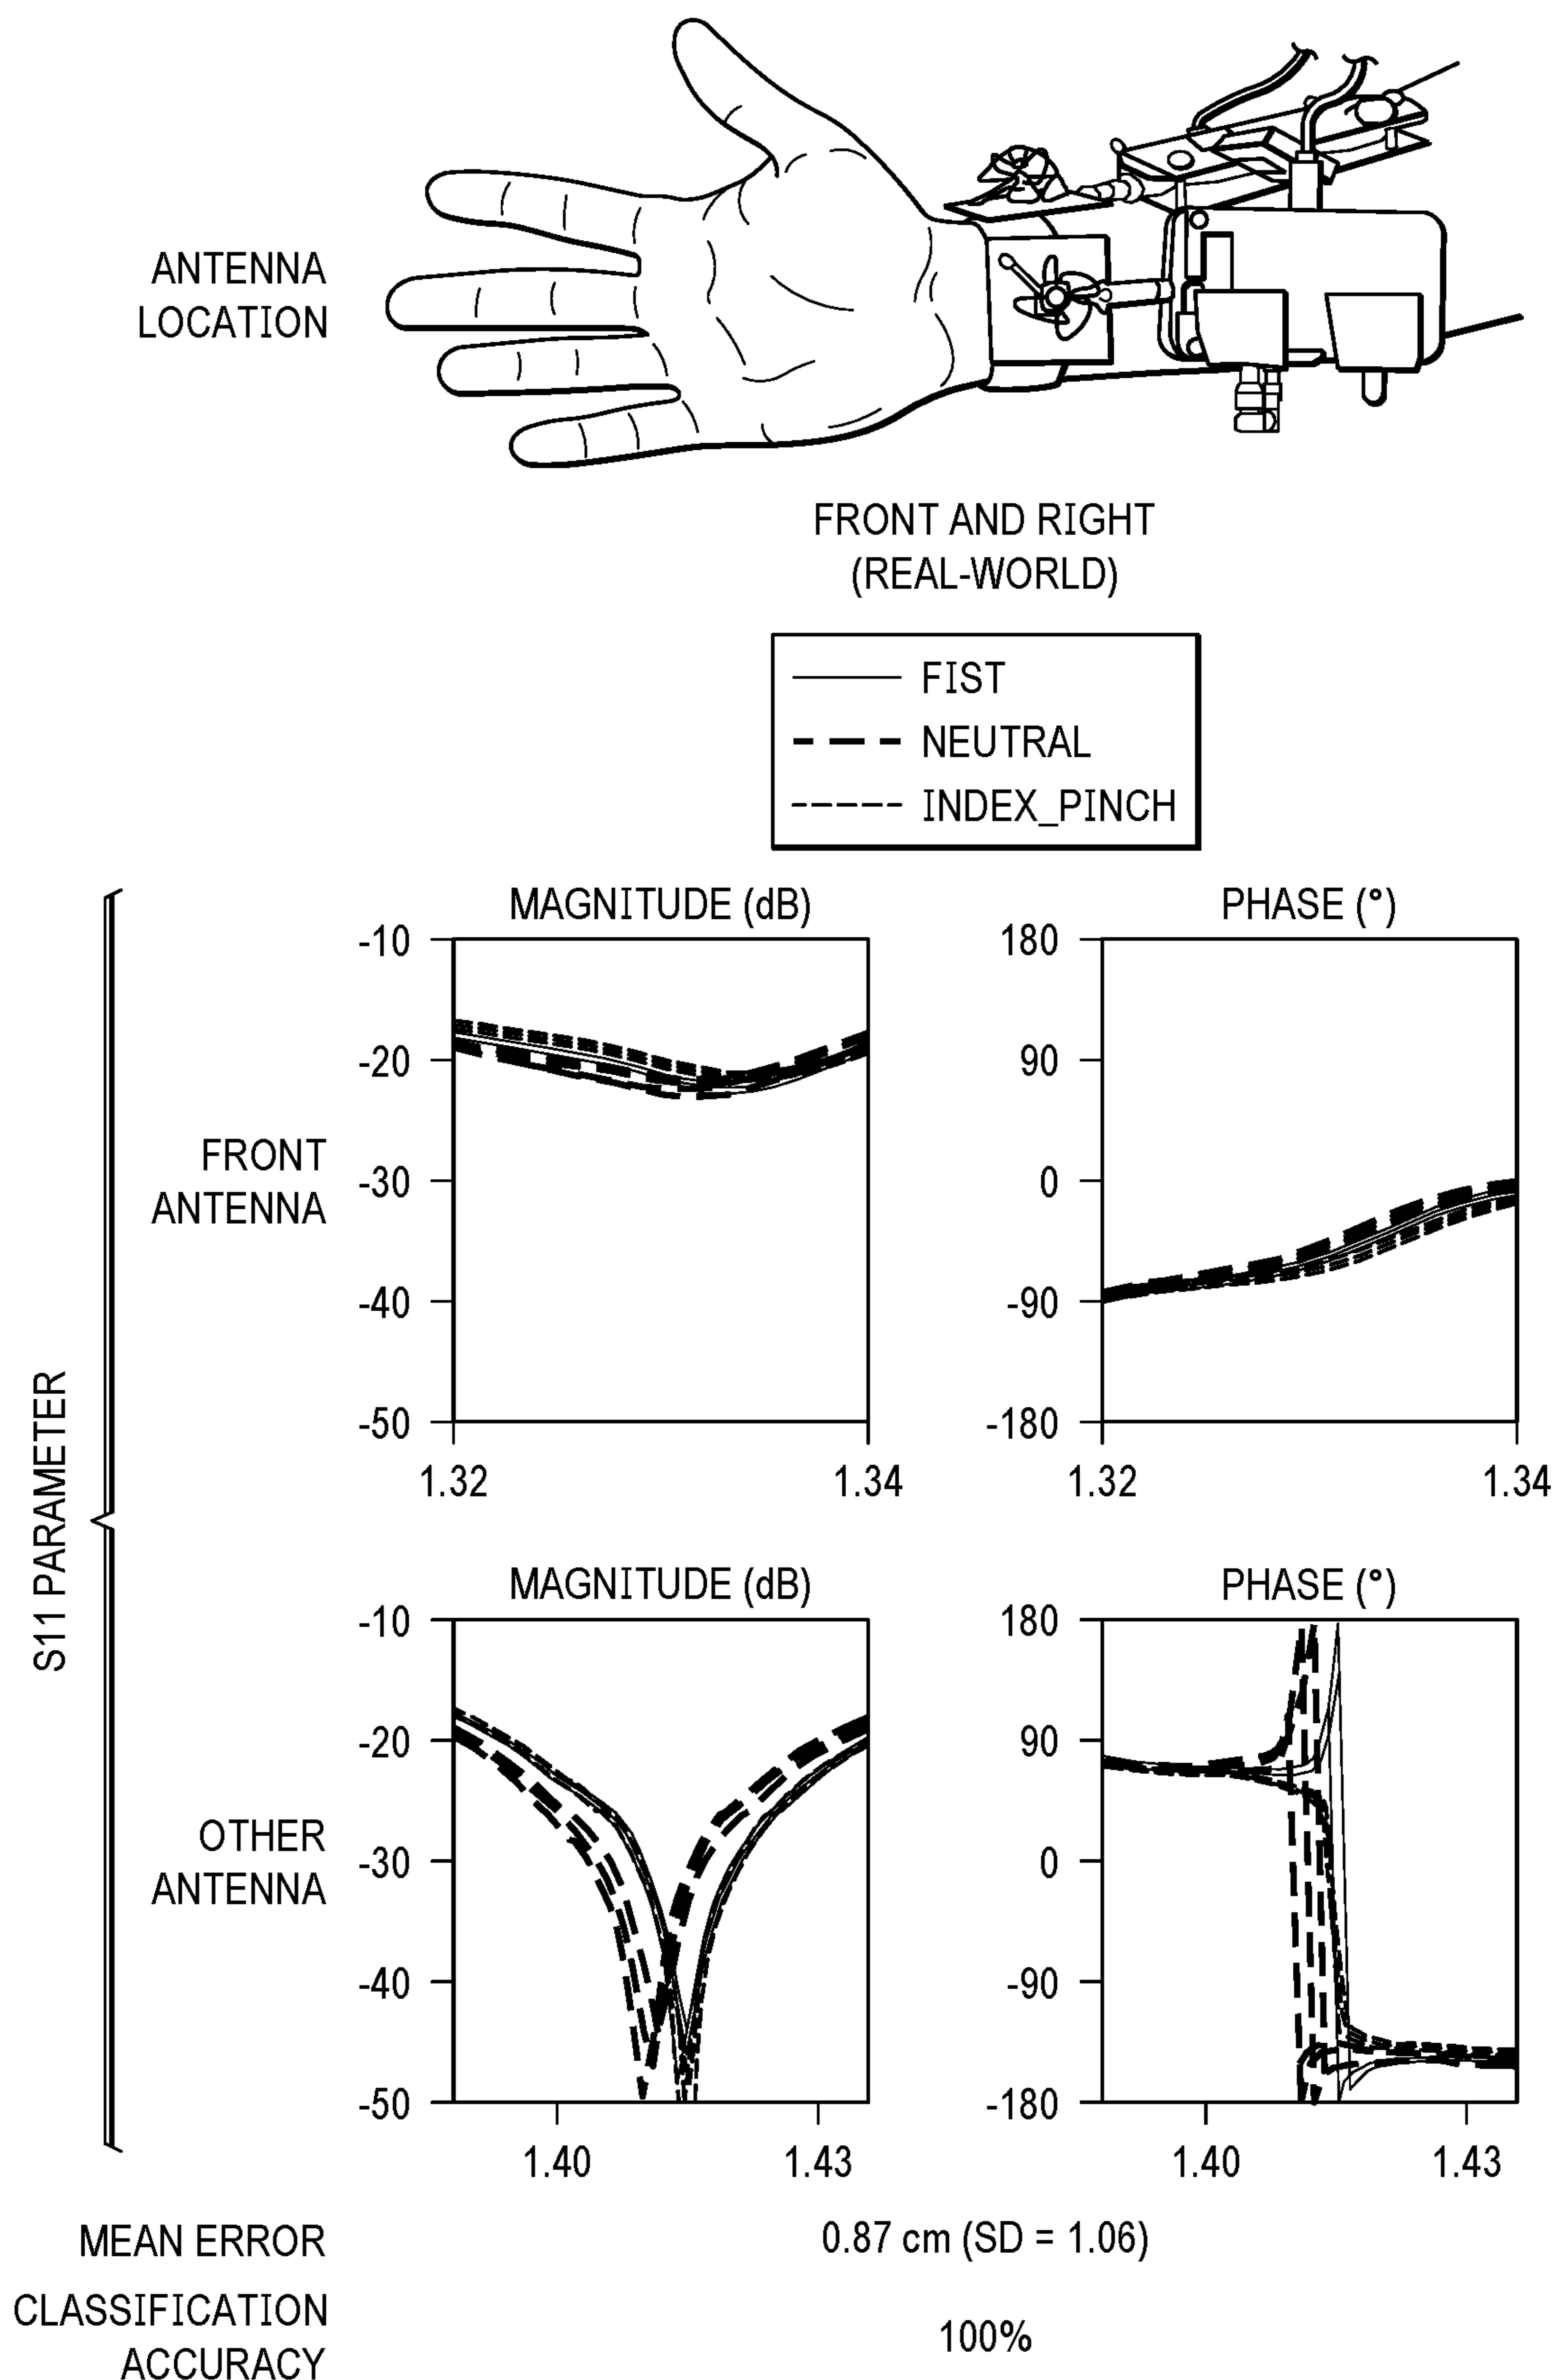 ANTENNA
LOCATION
FRONT AND RIGHT
(REAL-WORLD)
FIST
NEUTRAL
INDEX_PINCH
S11 PARAMETER
FRONT
ANTENNA
MAGNITUDE (dB)
-10
-20
-30
-40
-50
1.32
1.34
PHASE (°)
180
90
0
-90
-180
1.32
1.34
OTHER
ANTENNA
MAGNITUDE (dB)
-10
-20
-30
-40
-50
1.40
1.43
PHASE (°)
180
90
0
-90
-180
1.40
1.43
MEAN ERROR
0.87 cm (SD = 1.06)
CLASSIFICATION
ACCURACY
100%